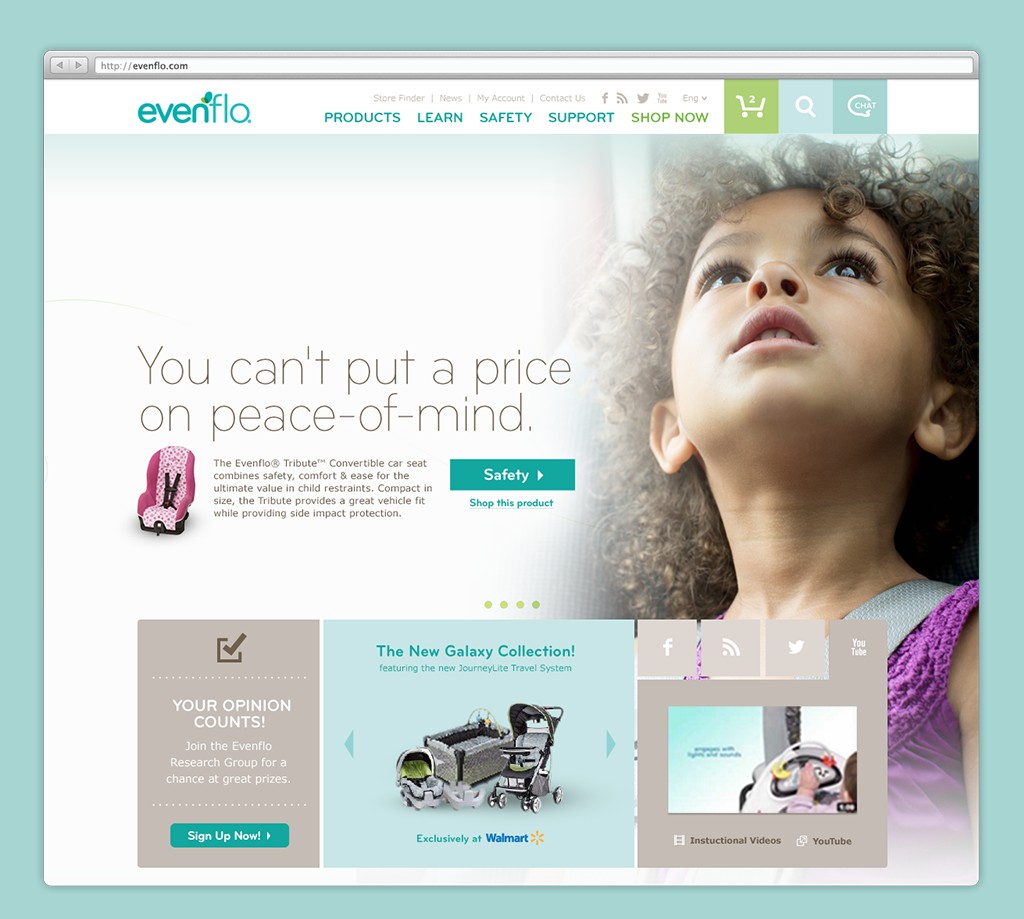 http://evenflo.com
evenflo.
Store Finder | News | My Account | Contact Us
You Tube
Eng
2
CHAT
PRODUCTS LEARN SAFETY SUPPORT SHOP NOW
You can't put a price
on peace-of-mind.
The Evenflo® Tribute™ Convertible car seat
combines safety, comfort & ease for the
ultimate value in child restraints. Compact in
size, the Tribute provides a great vehicle fit
while providing side impact protection.
Safety
Shop this product
YOUR OPINION
COUNTS!
Join the Evenflo
Research Group for a
chance at great prizes.
Sign Up Now!
The New Galaxy Collection!
featuring the new JourneyLite Travel System
Exclusively at Walmart
You
Tube
engages with
lights and sounds
Instuctional Videos
YouTube